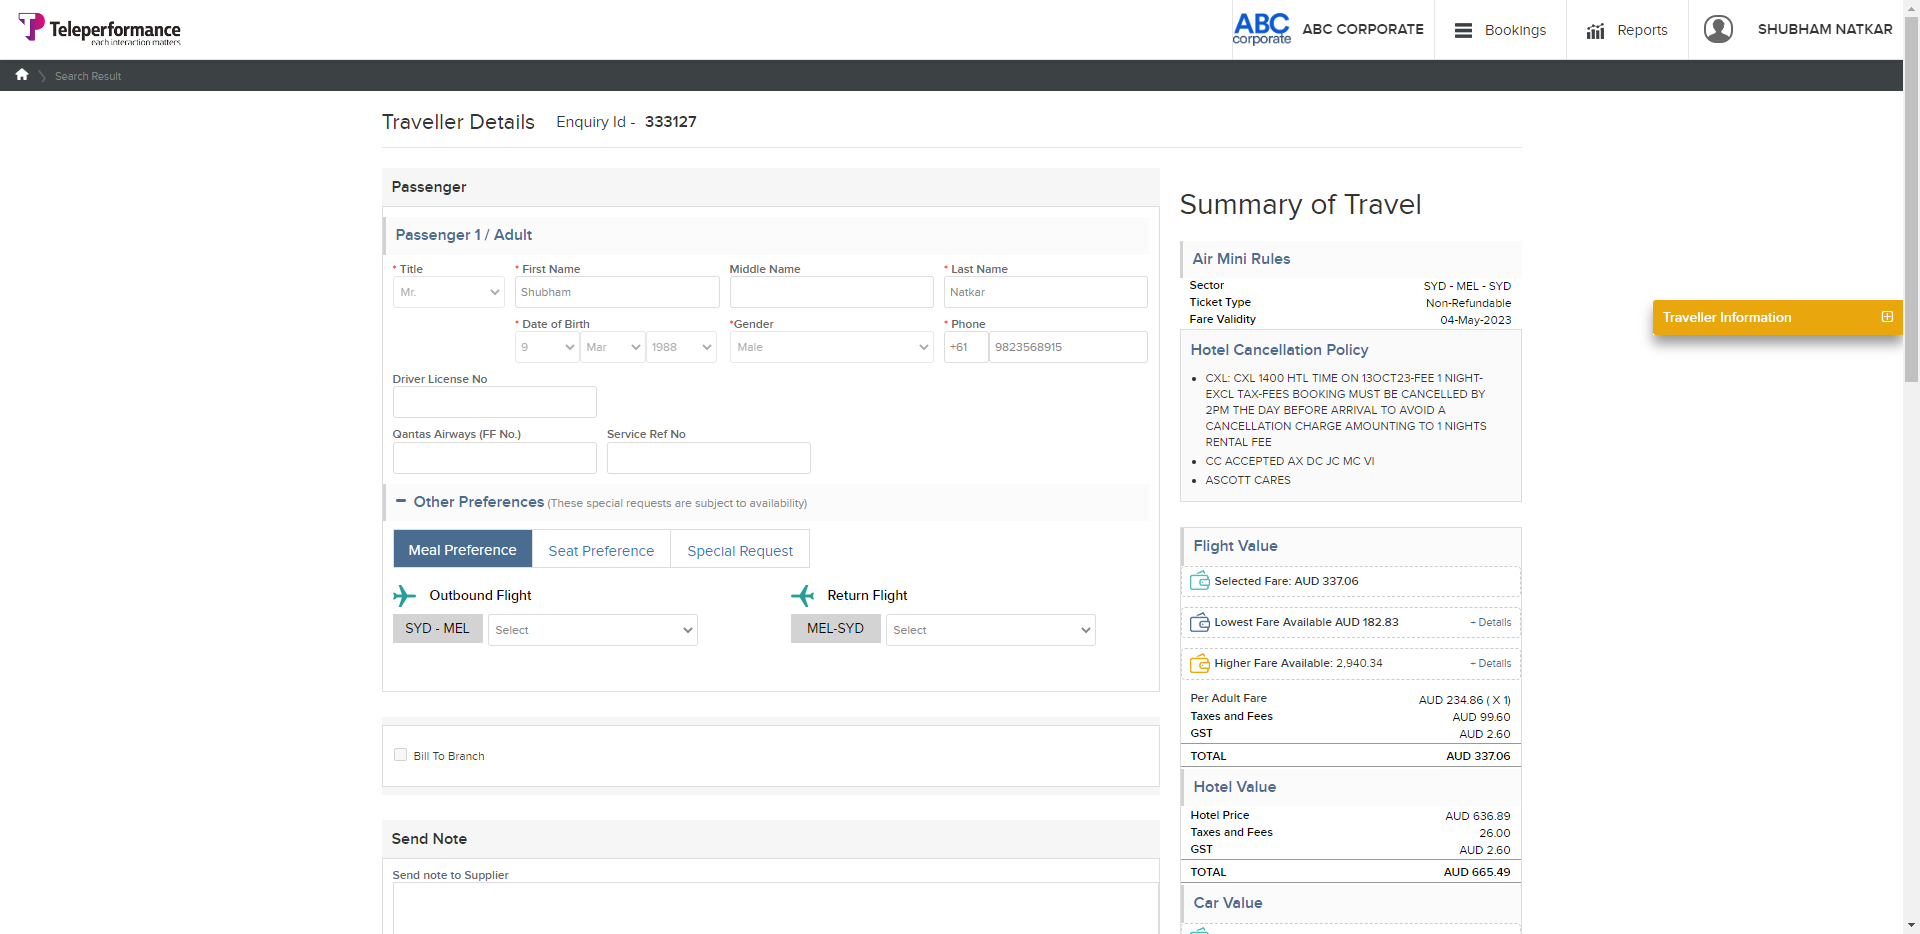 Teleperformance
each interaction matters
ABC
corporate
ABC CORPORATE
Bookings
Reports
SHUBHAM NATKAR
Search Result
Traveller Details
Enquiry Id - 333127
Passenger
Passenger 1 / Adult
* Title
* First Name
Middle Name
* Last Name
Mr.
Shubham
Natkar
* Date of Birth
*Gender
* Phone
9
Mar
1988
Male
+61
9823568915
Driver License No
Qantas Airways (FF No.)
Service Ref No
Other Preferences (These special requests are subject to availability)
Meal Preference
Seat Preference
Special Request
Outbound Flight
Return Flight
SYD - MEL
Select
MEL-SYD
Select
Bill To Branch
Send Note
Send note to Supplier
Summary of Travel
Air Mini Rules
Sector SYD - MEL - SYD
Ticket Type Non-Refundable
Fare Validity 04-May-2023
Hotel Cancellation Policy
CXL: CXL 1400 HTL TIME ON 13OCT23-FEE 1 NIGHT-
EXCL TAX-FEES BOOKING MUST BE CANCELLED BY
2PM THE DAY BEFORE ARRIVAL TO AVOID A
CANCELLATION CHARGE AMOUNTING TO 1 NIGHTS
RENTAL FEE
CC ACCEPTED AX DC JC MC VI
ASCOTT CARES
Flight Value
Selected Fare: AUD 337.06
Lowest Fare Available AUD 182.83 + Details
Higher Fare Available: 2,940.34 + Details
Per Adult Fare AUD 234.86 ( X 1)
Taxes and Fees AUD 99.60
GST AUD 2.60
TOTAL AUD 337.06
Hotel Value
Hotel Price AUD 636.89
Taxes and Fees 26.00
GST AUD 2.60
TOTAL AUD 665.49
Car Value
Traveller Information